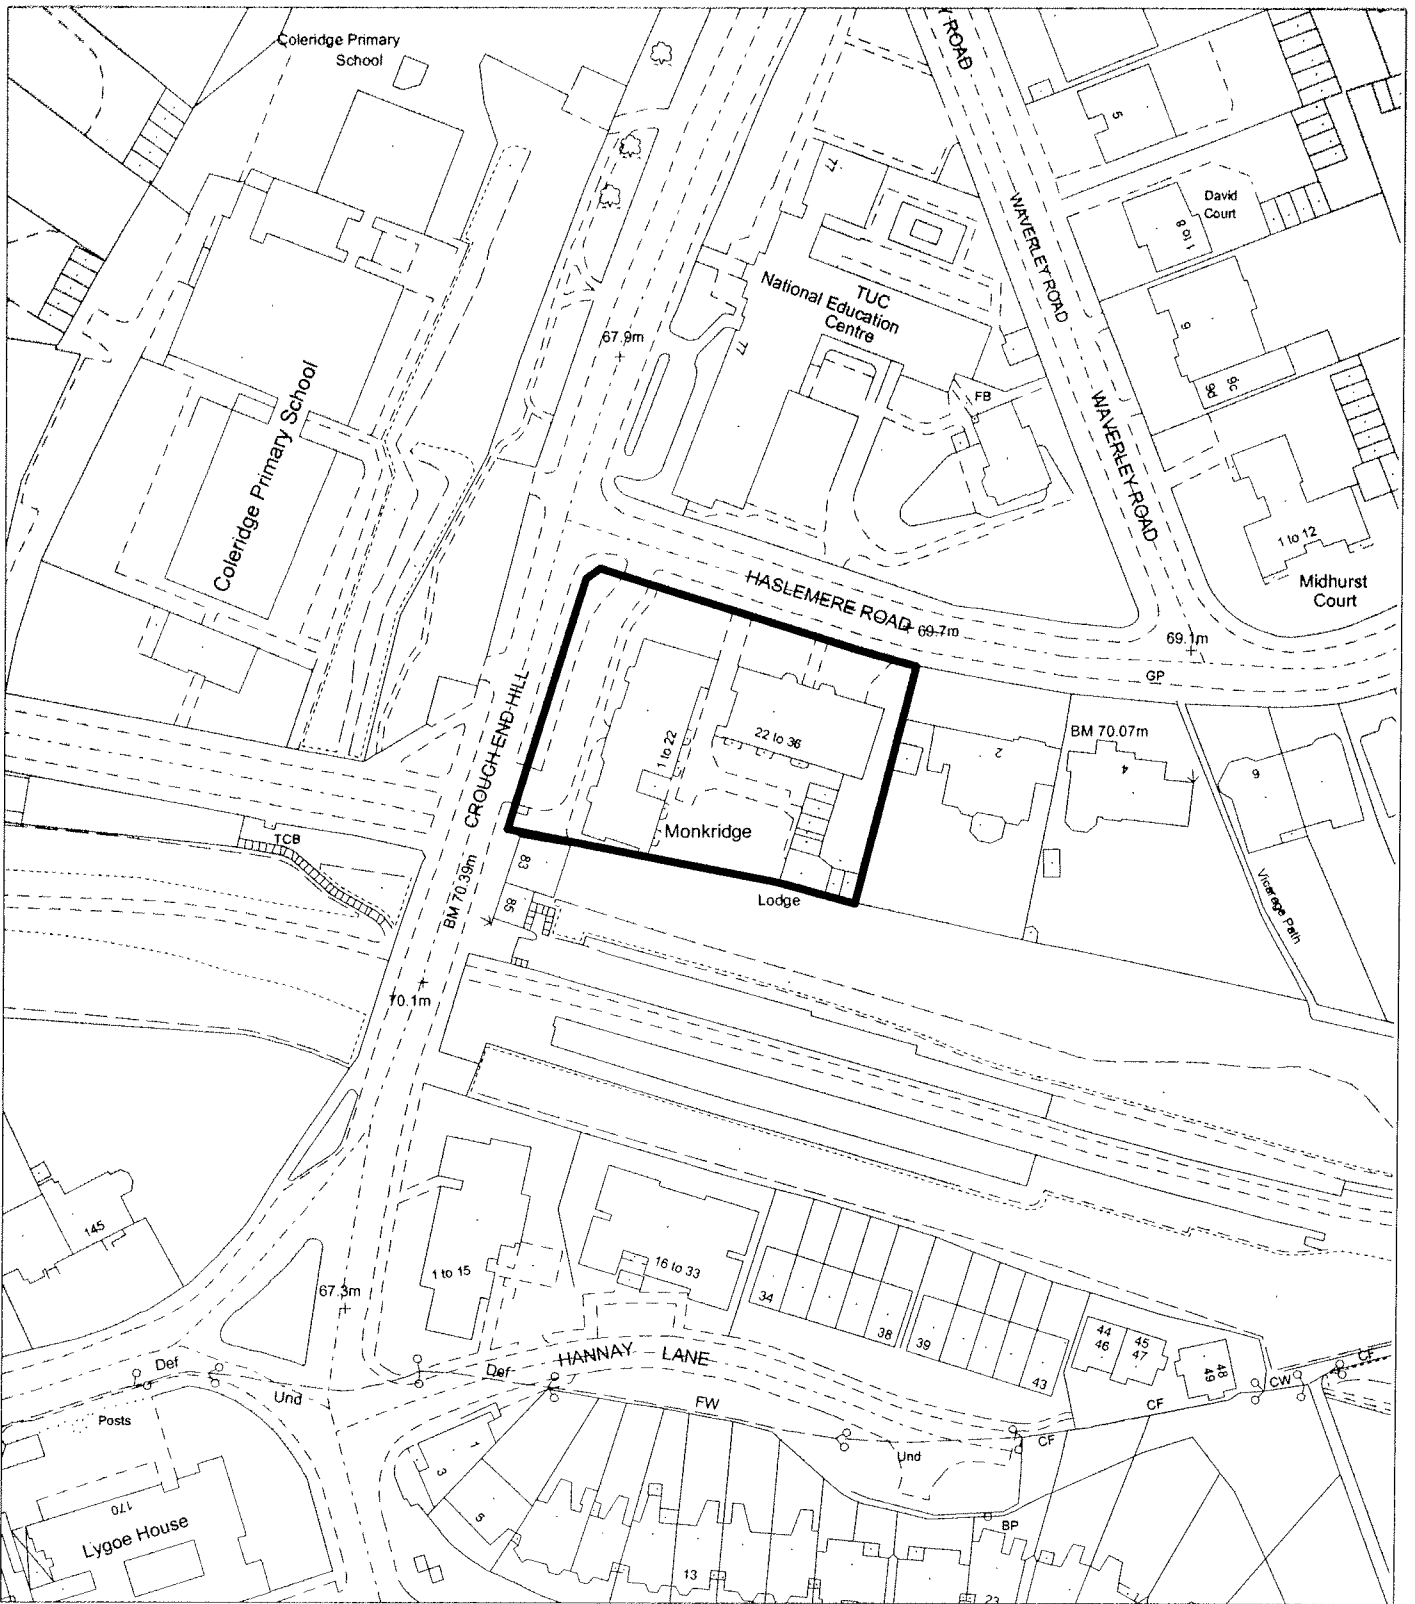 Coleridge Primary
School
Y ROAD
5
77
WAVERLEY ROAD
David
Court
1 to 8
TUC
National Education
Centre
77
67.9m
9
9c
9d
FB
WAVERLEY ROAD
Coleridge Primary School
1 to 12
Midhurst
Court
HASLEMERE ROAD
69.7m
69.1m
GP
CROUCH END HILL
1 to 22
22 to 36
2
BM 70.07m
4
6
Monkridge
TCB
83
Lodge
85
BM 70.39m
Vicarage Path
70.1m
145
1 to 15
16 to 33
67.3m
34
38
39
43
44
46
45
47
48
49
Def
Und
Def
HANNAY LANE
FW
CF
CW
CF
CF
Und
Posts
1
3
5
170
Lygoe House
BP
13
23